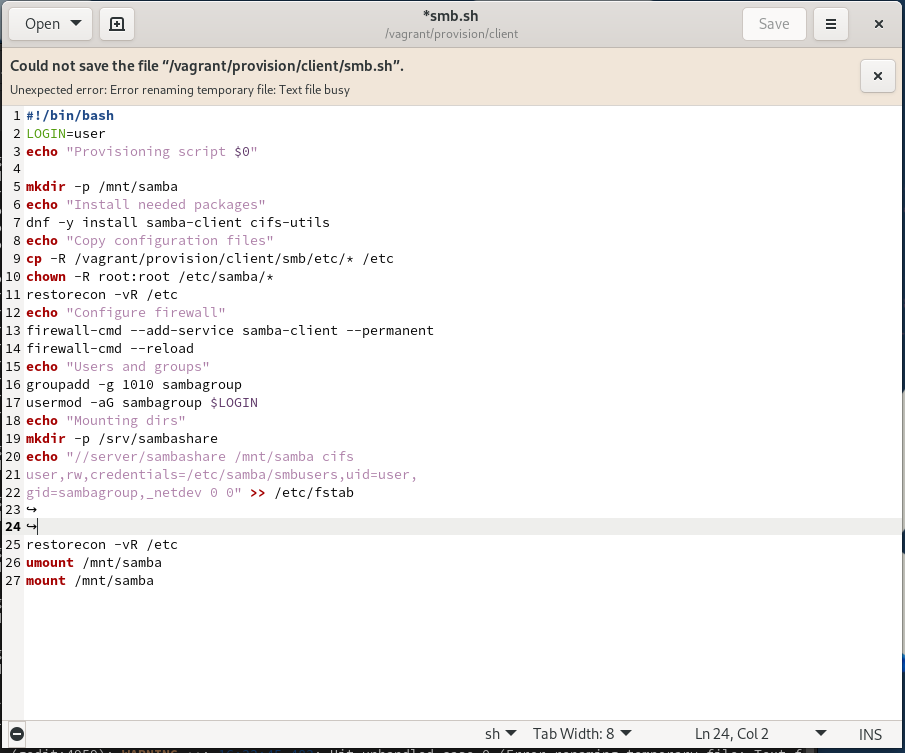 Open
*smb.sh
/vagrant/provision/client
Save
Could not save the file “/vagrant/provision/client/smb.sh”.
Unexpected error: Error renaming temporary file: Text file busy
1 #!/bin/bash
2 LOGIN=user
3 echo "Provisioning script $0"
4
5 mkdir -p /mnt/samba
6 echo "Install needed packages"
7 dnf -y install samba-client cifs-utils
8 echo "Copy configuration files"
9 cp -R /vagrant/provision/client/smb/etc/* /etc
10 chown -R root:root /etc/samba/*
11 restorecon -vR /etc
12 echo "Configure firewall"
13 firewall-cmd --add-service samba-client --permanent
14 firewall-cmd --reload
15 echo "Users and groups"
16 groupadd -g 1010 sambagroup
17 usermod -aG sambagroup $LOGIN
18 echo "Mounting dirs"
19 mkdir -p /srv/sambashare
20 echo "//server/sambashare /mnt/samba cifs
21 user,rw,credentials=/etc/samba/smbusers,uid=user,
22 gid=sambagroup,_netdev 0 0" >> /etc/fstab
23 ↪
24 ↪
25 restorecon -vR /etc
26 umount /mnt/samba
27 mount /mnt/samba
sh Tab Width: 8 Ln 24, Col 2 INS